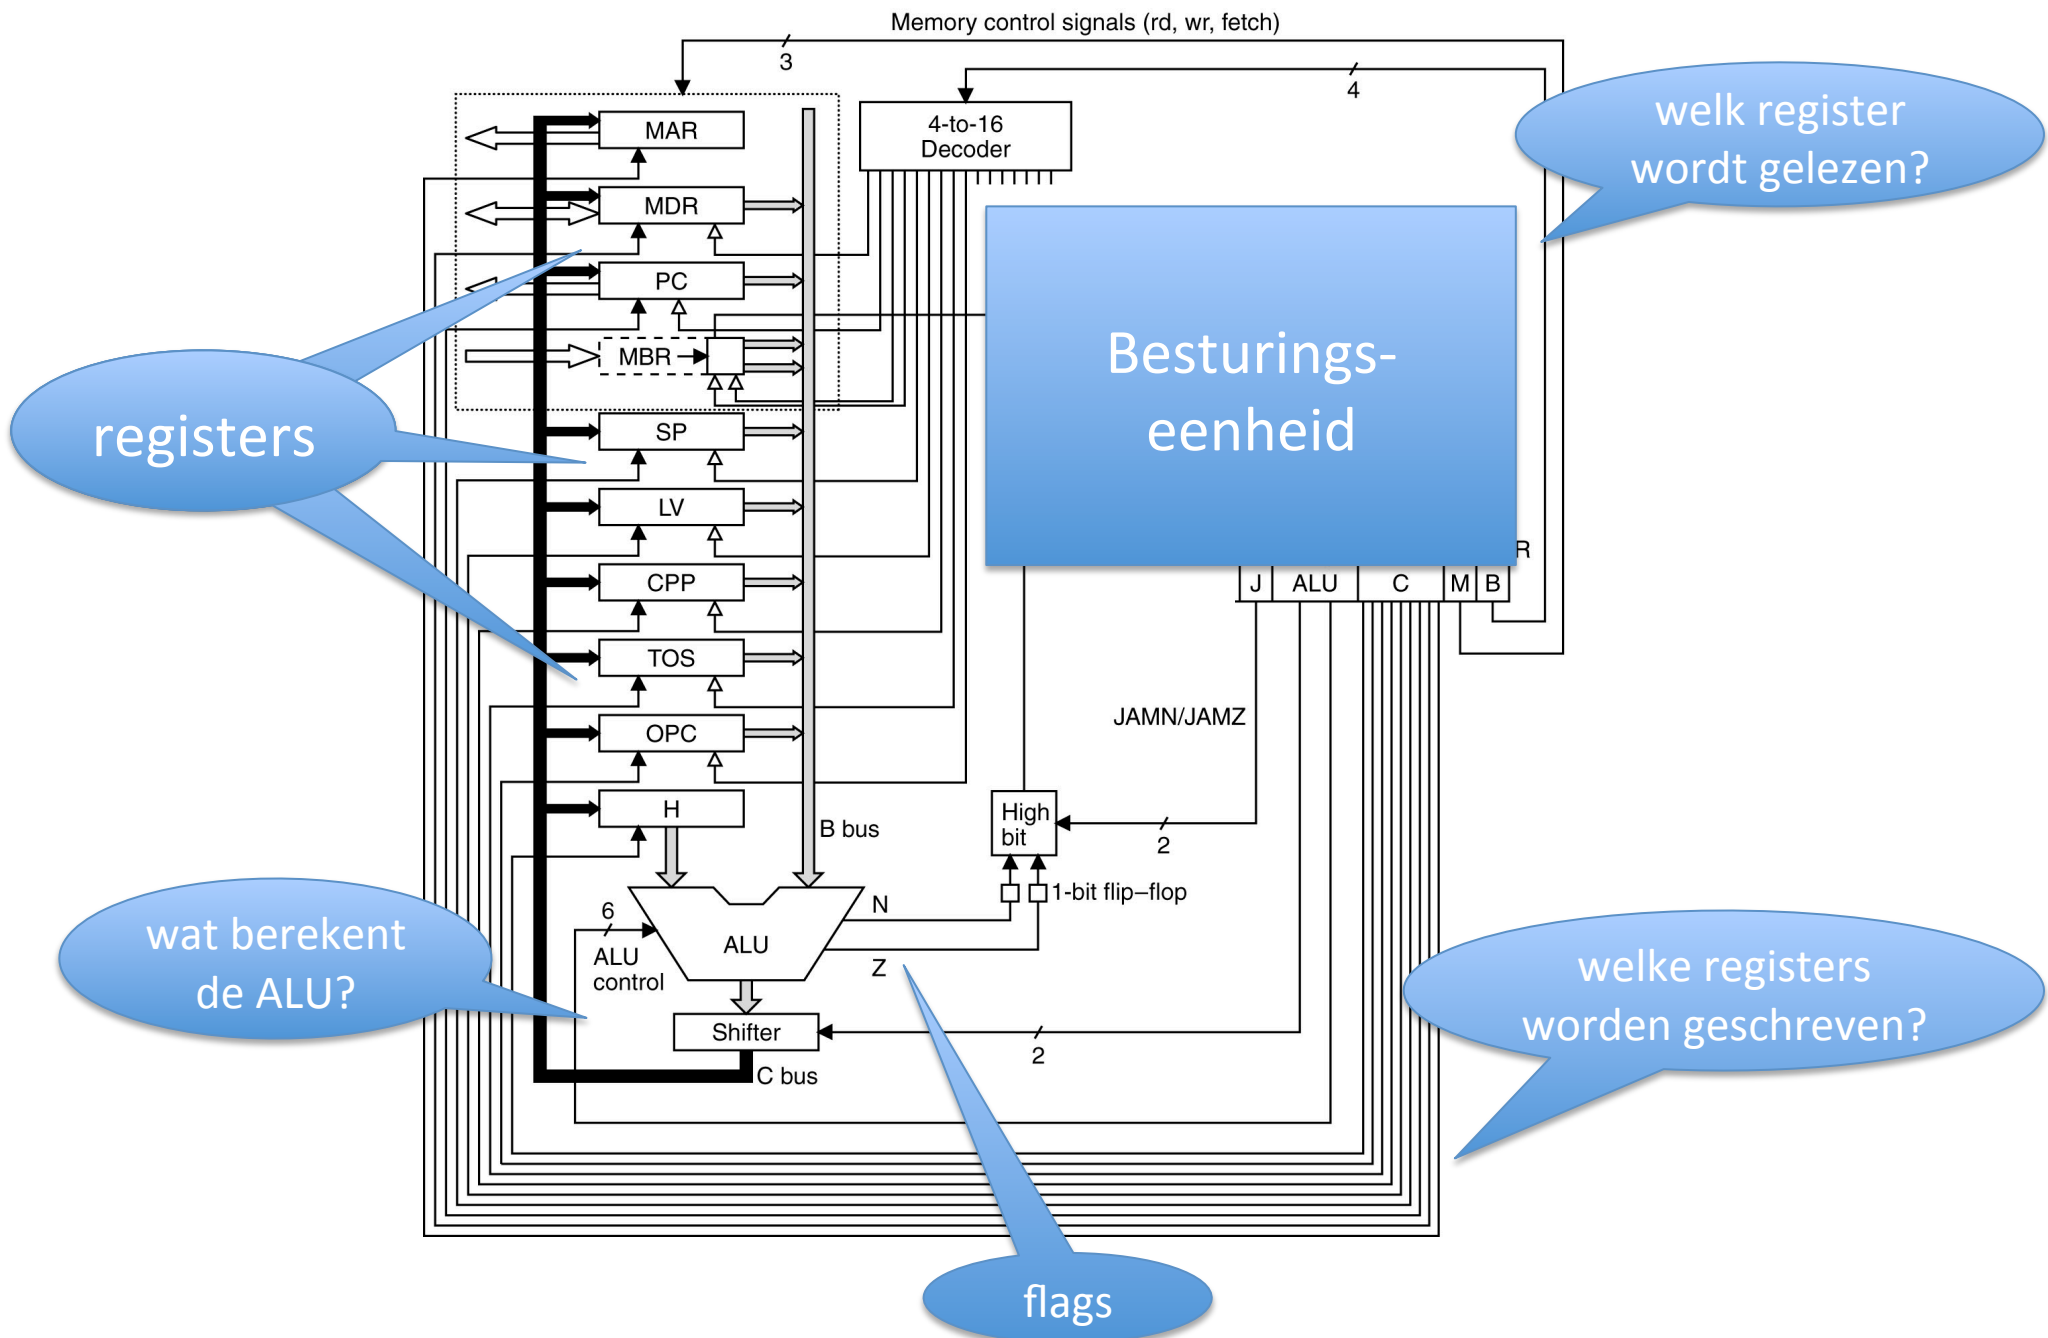 Memory control signals (rd, wr, fetch)
3
4
welk register
wordt gelezen?
4-to-16
Decoder
MAR
MDR
PC
MBR
SP
LV
CPP
TOS
OPC
H
registers
Besturings-
eenheid
R
J
ALU
C
M
B
JAMN/JAMZ
High
bit
2
B bus
1-bit flip–flop
N
Z
6
ALU
control
ALU
wat berekent
de ALU?
welke registers
worden geschreven?
Shifter
2
C bus
flags